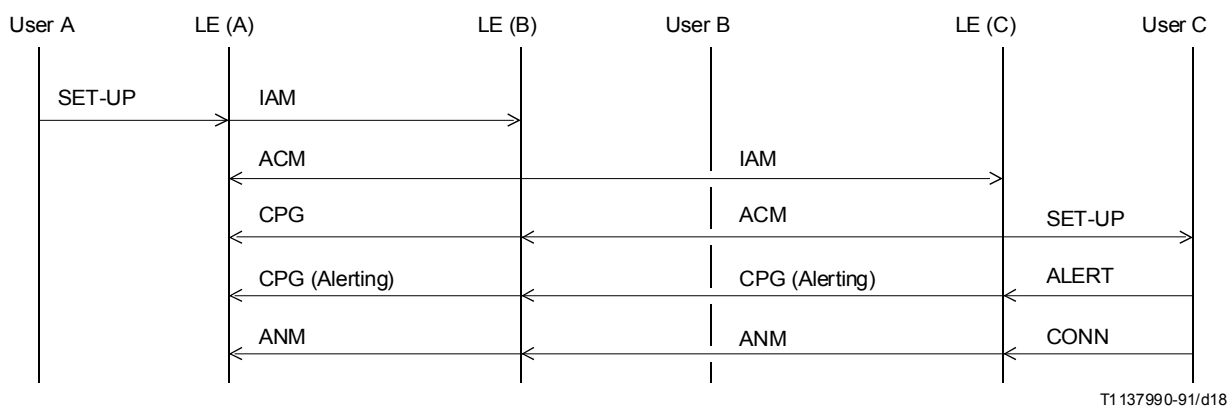 User A LE (A) LE (B) User B LE (C) User C
SET-UP IAM
ACM IAM
CPG ACM SET-UP
CPG (Alerting) CPG (Alerting) ALERT
ANM ANM CONN
T1137990-91/d18